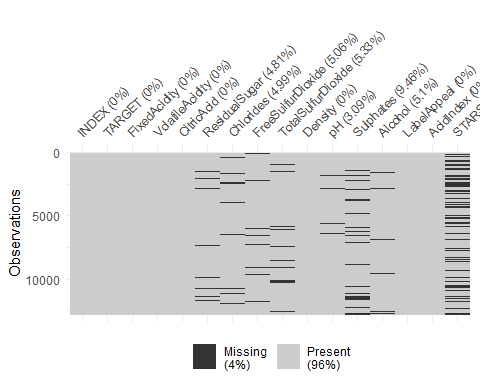 INDEX (0%)
TARGET (0%)
FixedAcidity (0%)
VolatileAcidity (0%)
CitricAcid (0%)
ResidualSugar (4.81%)
Chlorides (4.99%)
FreeSulfurDioxide (5.06%)
TotalSulfurDioxide (5.33%)
Density (0%)
pH (3.09%)
Sulphates (9.46%)
Alcohol (5.1%)
LabelAppeal (0%
AcidIndex (0%
STARS
0
5000
10000
Observations
Missing
(4%)
Present
(96%)